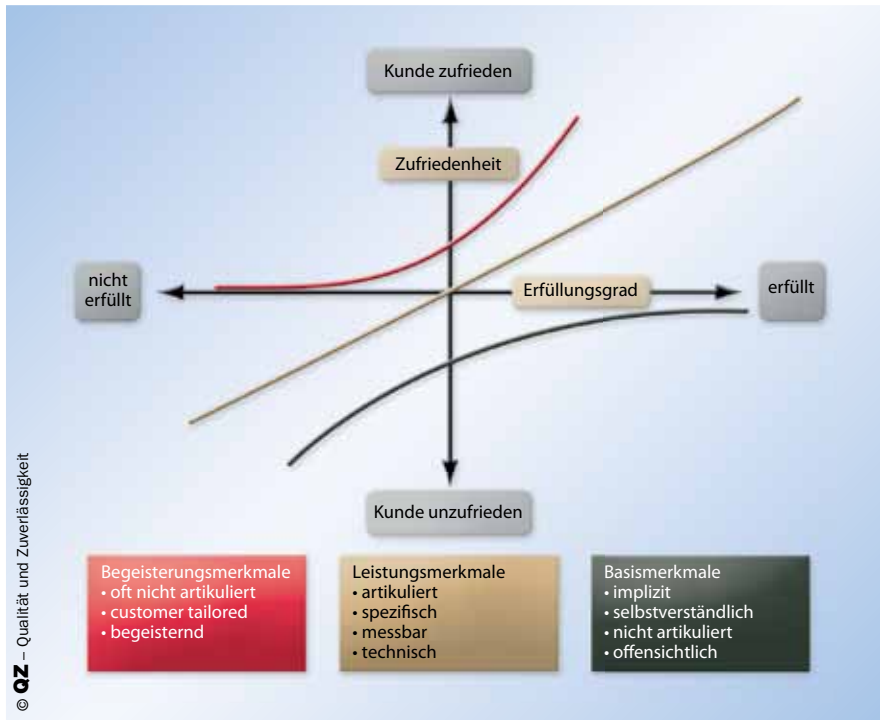 Kunde zufrieden
Zufriedenheit
nicht
erfüllt
Erfüllungsgrad
erfüllt
Kunde unzufrieden
Begeisterungsmerkmale
• oft nicht artikuliert
• customer tailored
• begeisternd
Leistungsmerkmale
• artikuliert
• spezifisch
• messbar
• technisch
Basismerkmale
• implizit
• selbstverständlich
• nicht artikuliert
• offensichtlich
© QZ – Qualität und Zuverlässigkeit